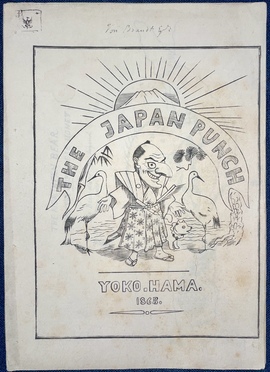 THE JAPAN PUNCH
YOKO.HAMA.
1865.